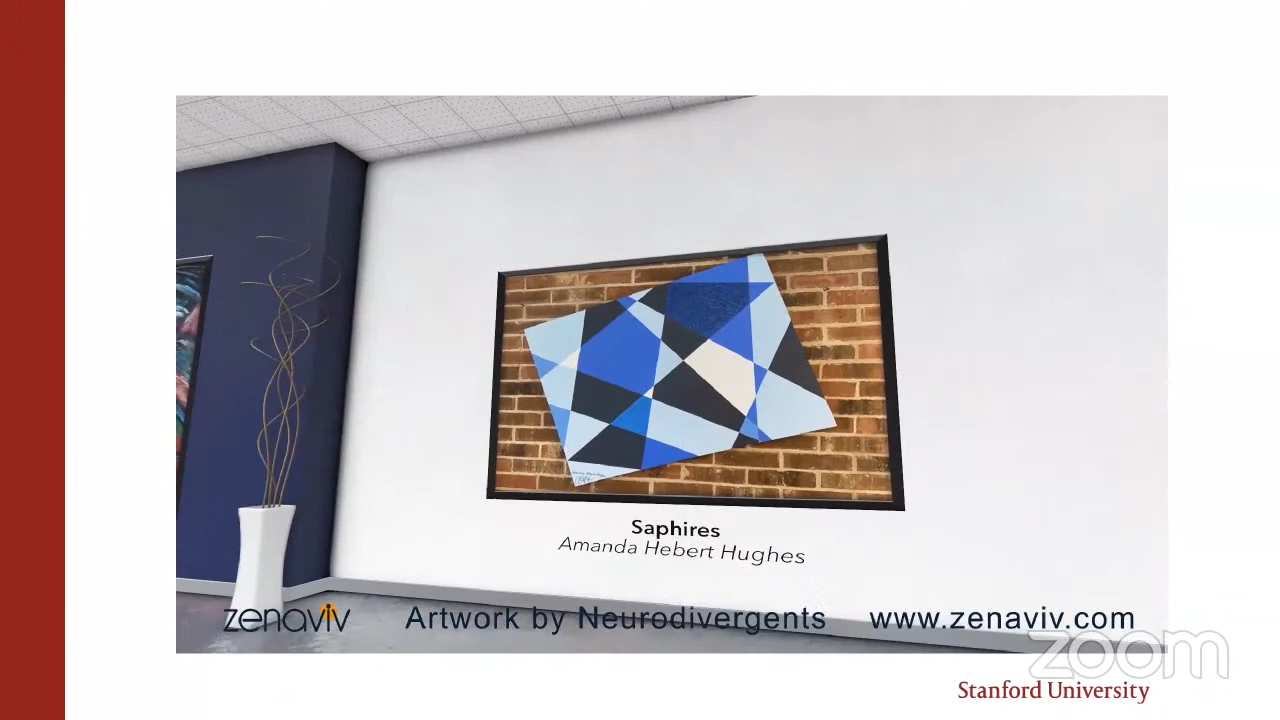 Saphires
Amanda Hebert Hughes
zenaviv Artwork by Neurodivergents www.zenaviv.com
zoom
Stanford University